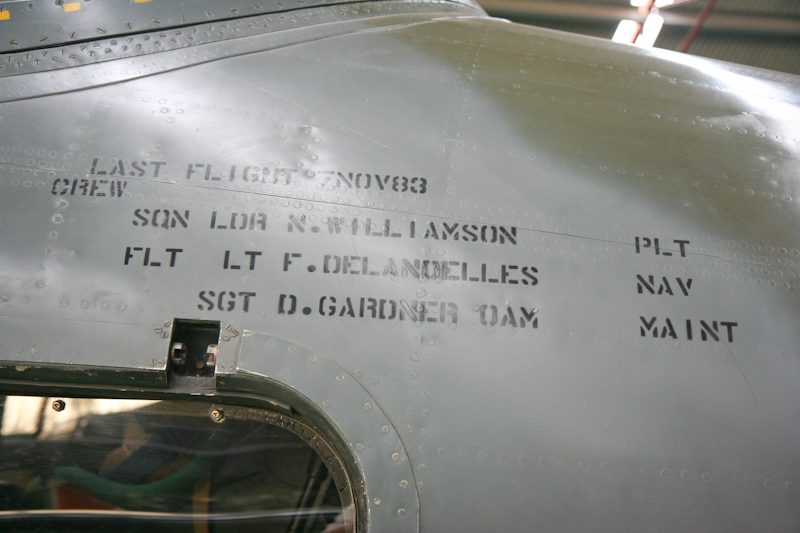 LAST FLIGHT 7NOV83
CREW
SQN LDR N.WILLIAMSON PLT
FLT LT F.DELANDELLES NAV
SGT D.GARDNER OAM MAINT